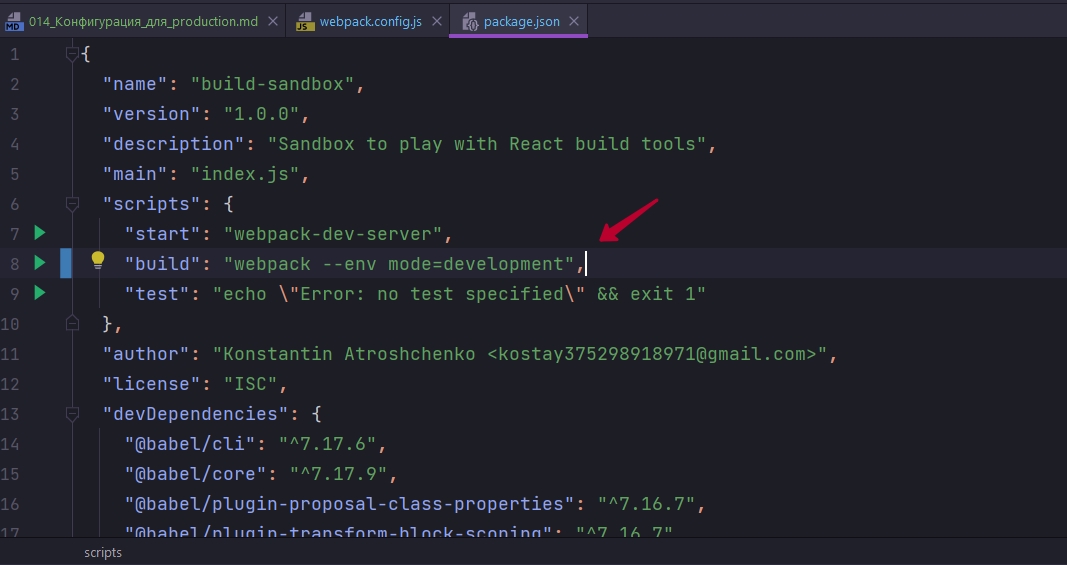 014_Конфигурация_для_production.md webpack.config.js package.json
1 {
2 "name": "build-sandbox",
3 "version": "1.0.0",
4 "description": "Sandbox to play with React build tools",
5 "main": "index.js",
6 "scripts": {
7 "start": "webpack-dev-server",
8 "build": "webpack --env mode=development",
9 "test": "echo \"Error: no test specified\" && exit 1"
10 },
11 "author": "Konstantin Atroshchenko <kostay375298918971@gmail.com>",
12 "license": "ISC",
13 "devDependencies": {
14 "@babel/cli": "^7.17.6",
15 "@babel/core": "^7.17.9",
16 "@babel/plugin-proposal-class-properties": "^7.16.7",
17 "@babel/plugin-transform-block-scoping": "^7.16.7"
scripts